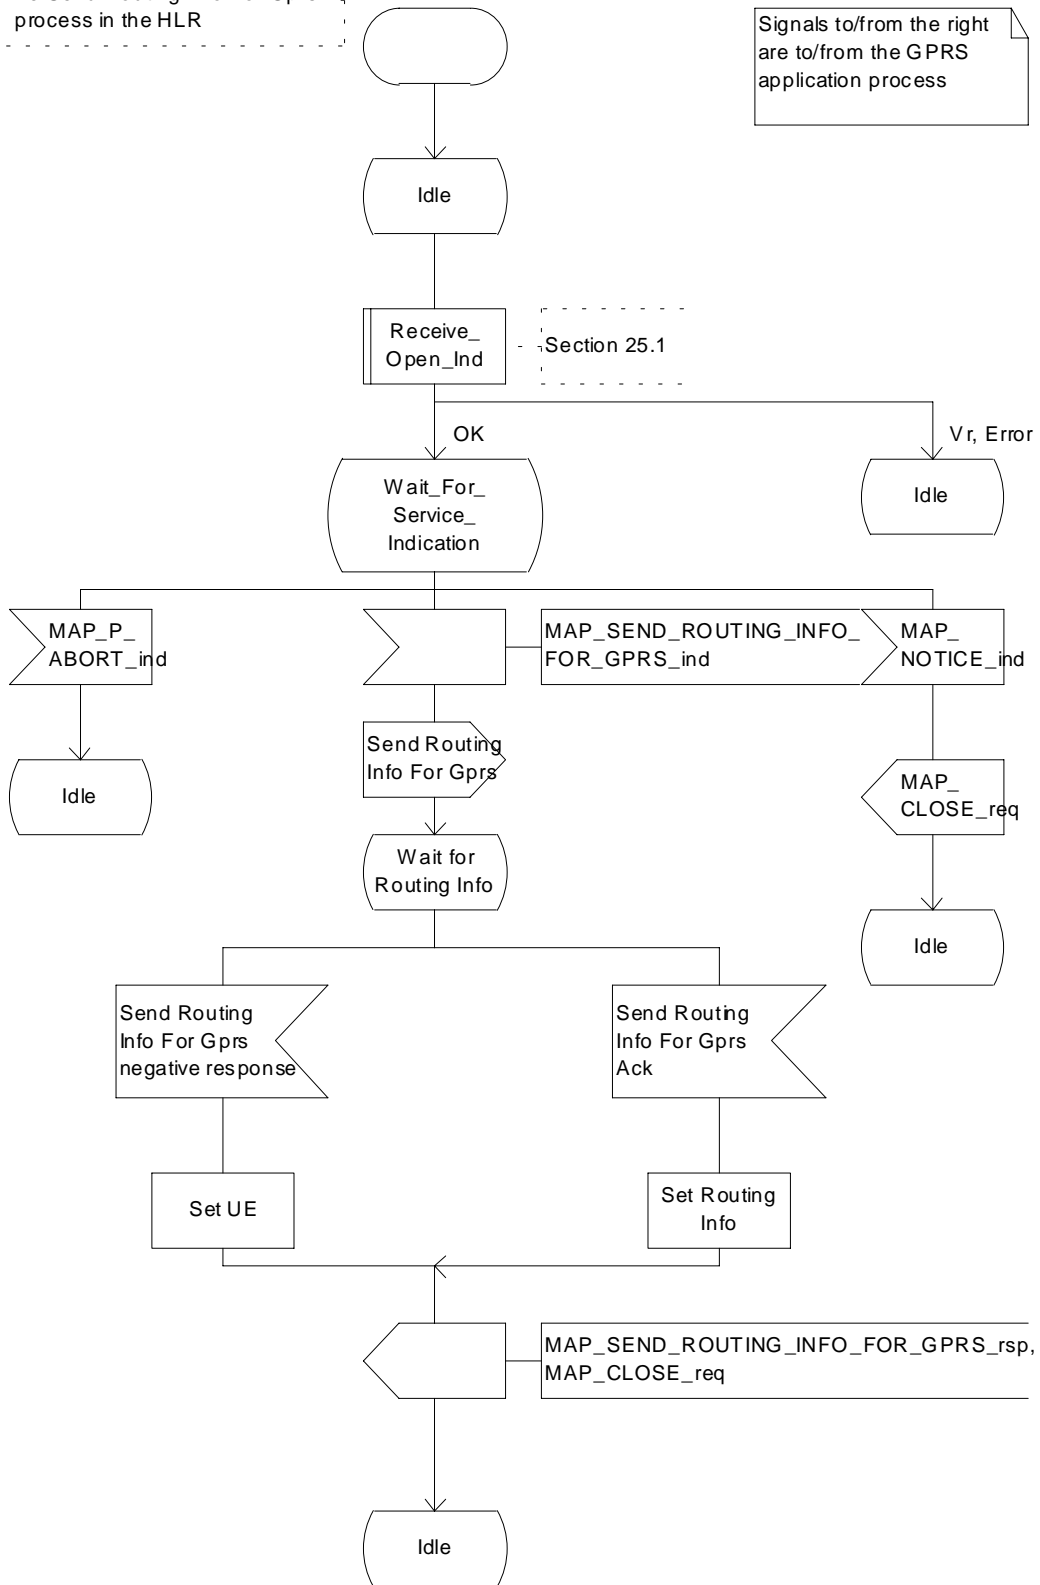 process in the HLR
Signals to/from the right
are to/from the GPRS
application process
Idle
Receive_
Open_Ind
Section 25.1
OK
Vr, Error
Wait_For_
Service_
Indication
Idle
MAP_P_
ABORT_ind
MAP_SEND_ROUTING_INFO_
FOR_GPRS_ind
MAP_
NOTICE_ind
Send Routing
Info For Gprs
Idle
MAP_
CLOSE_req
Wait for
Routing Info
Idle
Send Routing
Info For Gprs
negative response
Send Routing
Info For Gprs
Ack
Set UE
Set Routing
Info
MAP_SEND_ROUTING_INFO_FOR_GPRS_rsp,
MAP_CLOSE_req
Idle